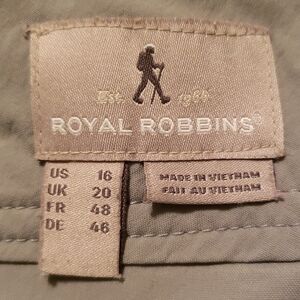 Est. 1968
ROYAL ROBBINS®
US 16
UK 20
FR 48
DE 46
MADE IN VIETNAM
FAIT AU VIETNAM